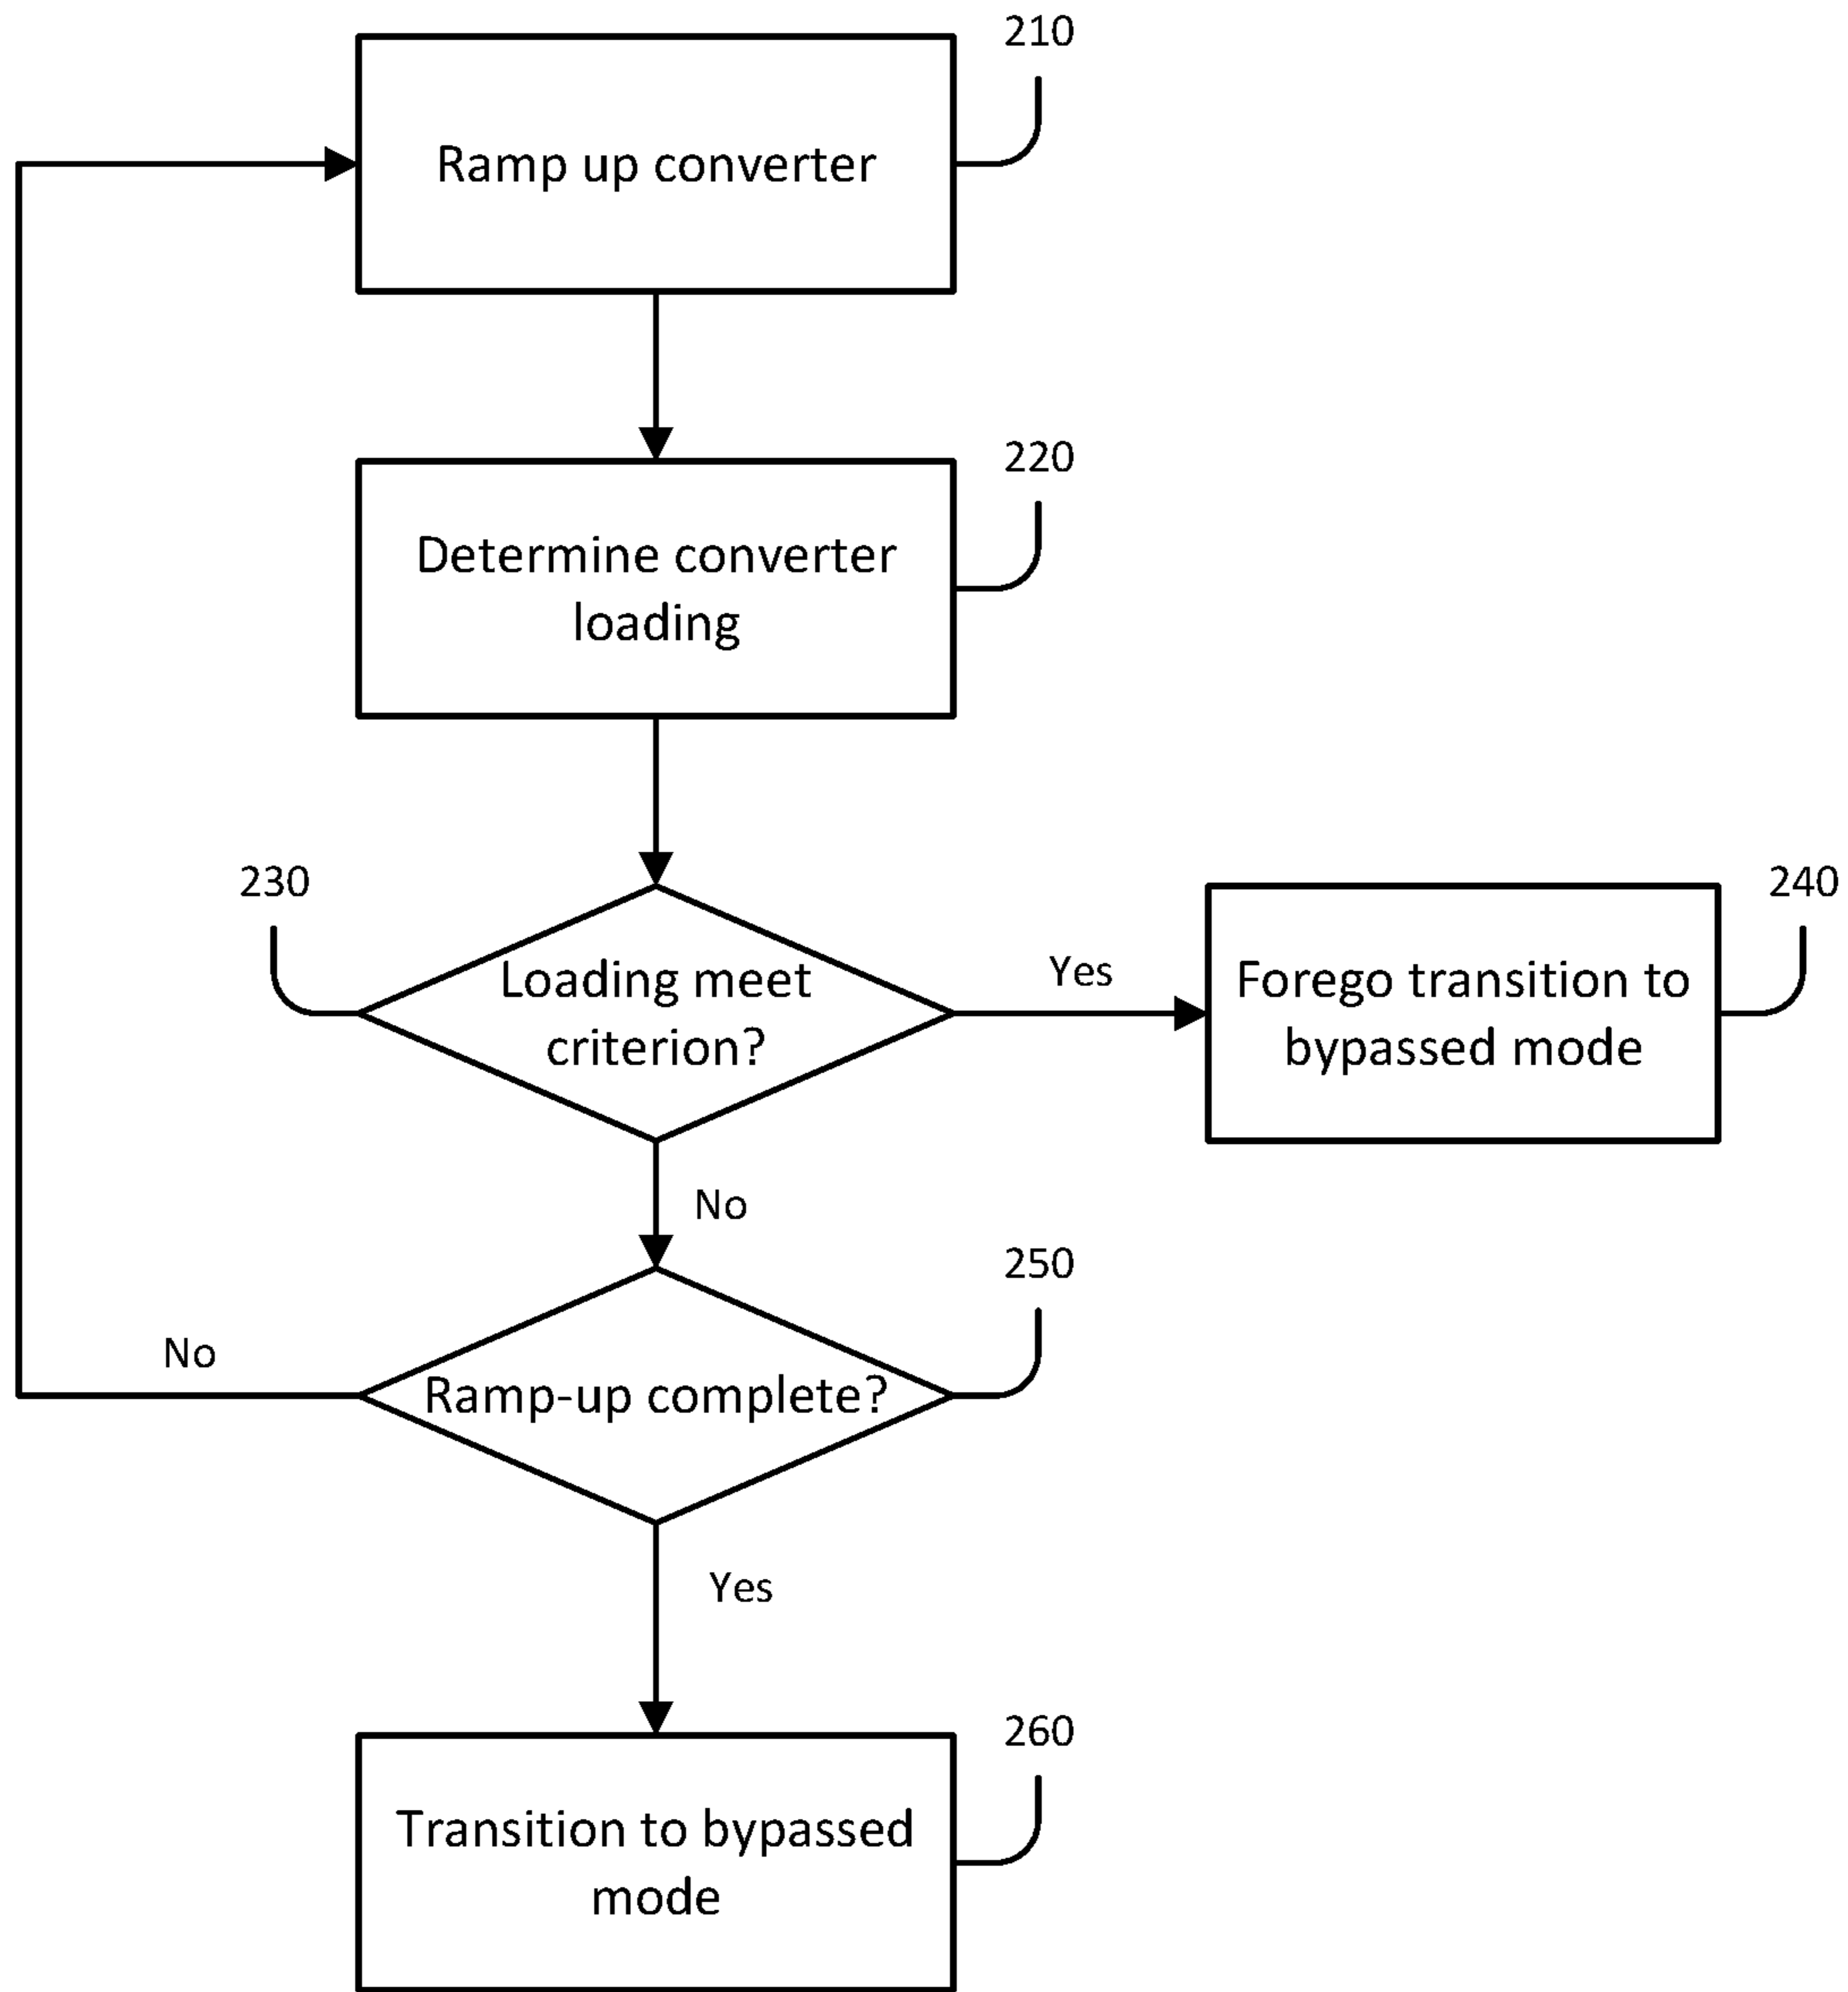 210
Ramp up converter
220
Determine converter
loading
230
240
Loading meet
criterion?
Yes
Forego transition to
bypassed mode
No
250
No
Ramp-up complete?
Yes
260
Transition to bypassed
mode